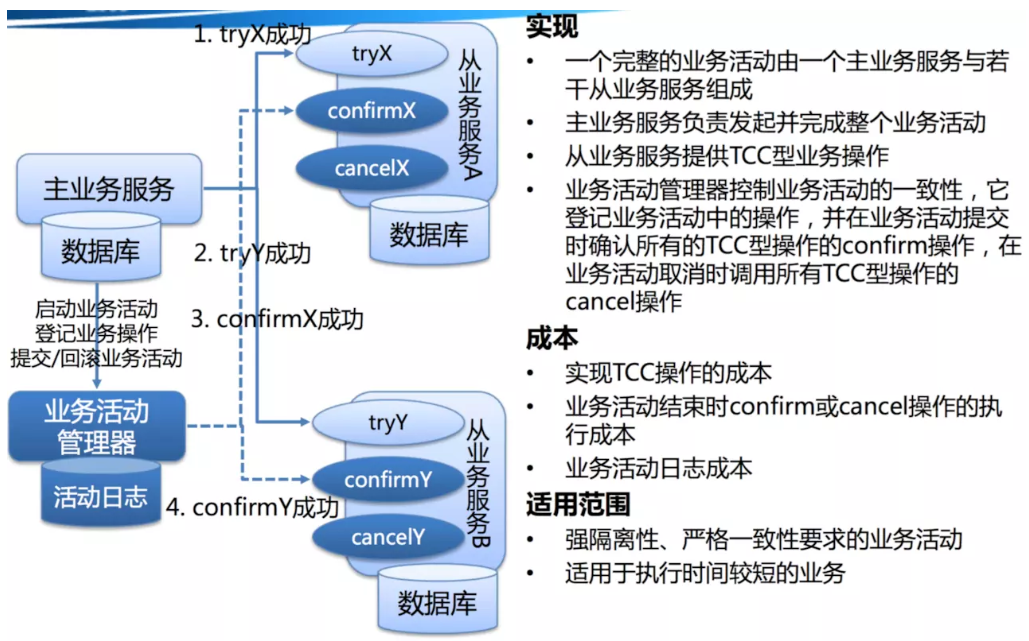 1. tryX成功
tryX
confirmX
cancelX
从业务服务A
数据库
主业务服务
数据库
2. tryY成功
启动业务活动
登记业务操作
提交/回滚业务活动
3. confirmX成功
业务活动
管理器
活动日志
tryY
confirmY
cancelY
从业务服务B
4. confirmY成功
数据库
实现
• 一个完整的业务活动由一个主业务服务与若
干从业务服务组成
• 主业务服务负责发起并完成整个业务活动
• 从业务服务提供TCC型业务操作
• 业务活动管理器控制业务活动的一致性，它
登记业务活动中的操作，并在业务活动提交
时确认所有的TCC型操作的confirm操作，在
业务活动取消时调用所有TCC型操作的
cancel操作
成本
• 实现TCC操作的成本
• 业务活动结束时confirm或cancel操作的执
行成本
• 业务活动日志成本
适用范围
• 强隔离性、严格一致性要求的业务活动
• 适用于执行时间较短的业务